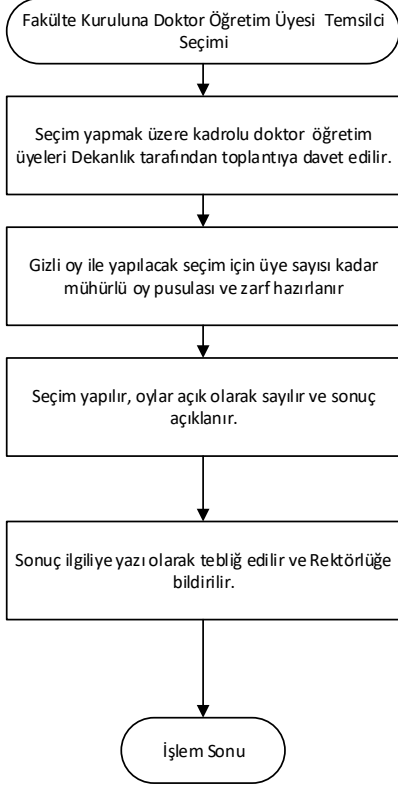 Fakülte Kuruluna Doktor Öğretim Üyesi Temsilci
Seçimi
Seçim yapmak üzere kadrolu doktor öğretim
üyeleri Dekanlık tarafından toplantıya davet edilir.
Gizli oy ile yapılacak seçim için üye sayısı kadar
mühürlü oy pusulası ve zarf hazırlanır
Seçim yapılır, oylar açık olarak sayılır ve sonuç
açıklanır.
Sonuç ilgiliye yazı olarak tebliğ edilir ve Rektörlüğe
bildirilir.
İşlem Sonu